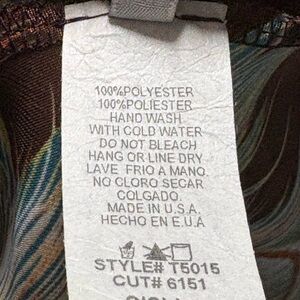 100%POLYESTER
100%POLIESTER
HAND WASH
WITH COLD WATER
DO NOT BLEACH
HANG OR LINE DRY
LAVE FRIO A MANO.
NO CLORO SECAR
COLGADO.
MADE IN U.S.A.
HECHO EN E.U.A
STYLE# T5015
CUT# 6151